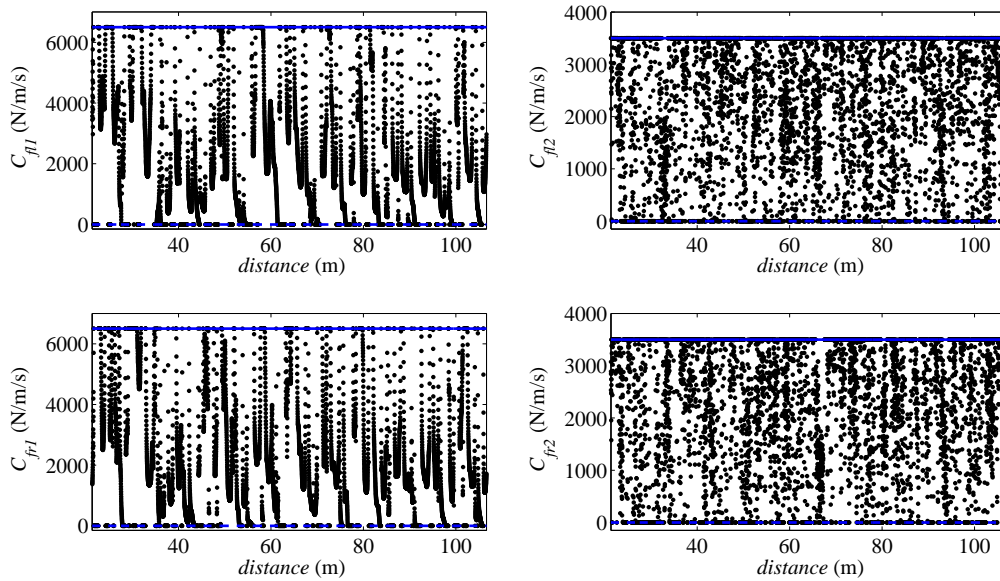 6000
4000
2000
0
C_fl1 (N/m/s)
40 60 80 100
distance (m)
4000
3000
2000
1000
0
C_fl2 (N/m/s)
40 60 80 100
distance (m)
6000
4000
2000
0
C_fr1 (N/m/s)
40 60 80 100
distance (m)
4000
3000
2000
1000
0
C_fr2 (N/m/s)
40 60 80 100
distance (m)